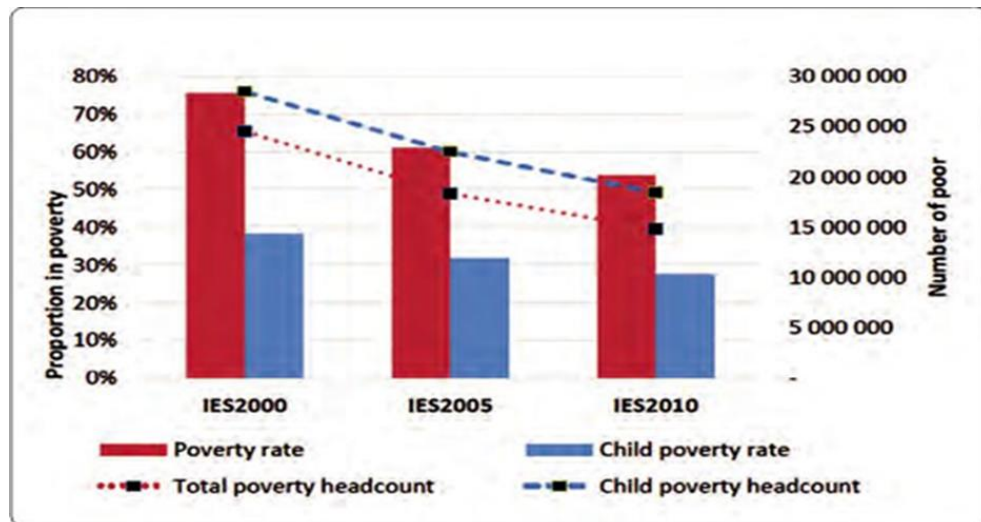 80%
70%
60%
50%
40%
30%
20%
10%
0%
Proportion in poverty
30 000 000
25 000 000
20 000 000
15 000 000
10 000 000
5 000 000
-
Number of poor
IES2000 IES2005 IES2010
Poverty rate Child poverty rate
Total poverty headcount Child poverty headcount